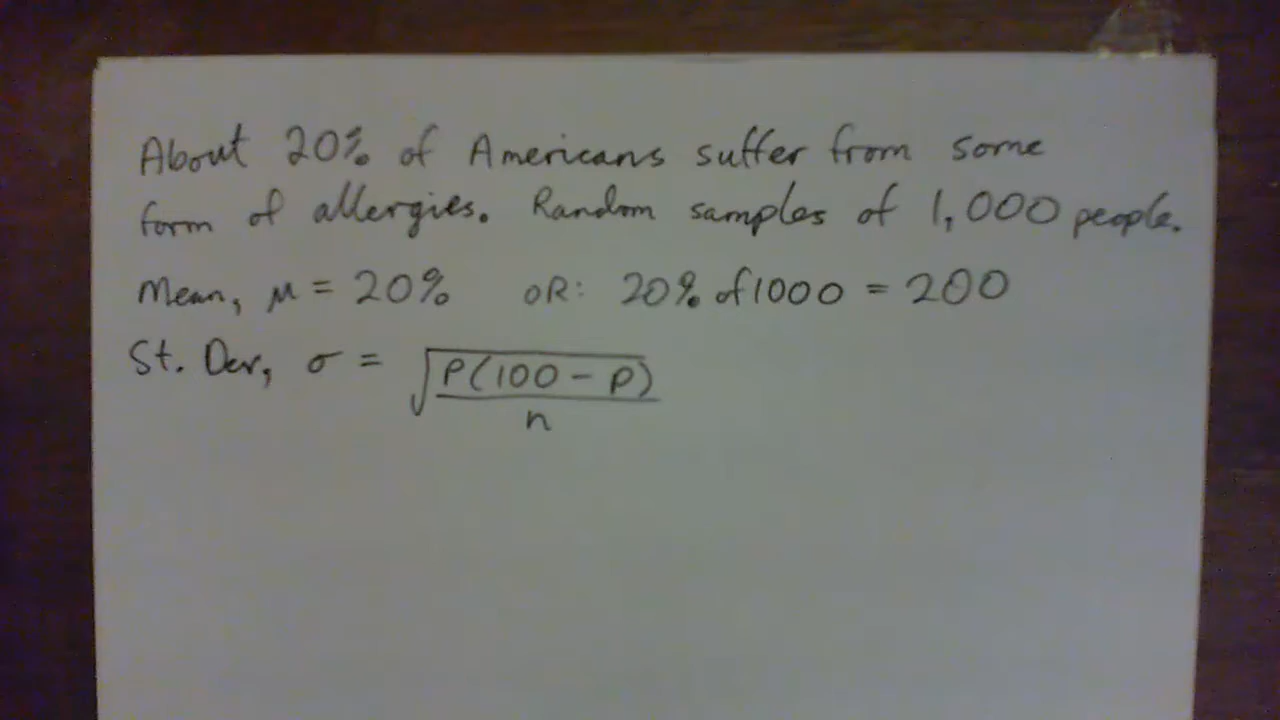 About 20% of Americans suffer from some
form of allergies. Random samples of 1,000 people.
Mean, μ = 20% OR: 20% of 1000 = 200
St. Dev, σ = √(P(100 - P)/n)